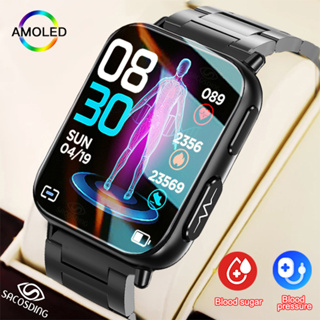 AMOLED
08
30
SUN
04/19
089
2356
23569
SACOSDING
Blood sugar
Blood
pressure